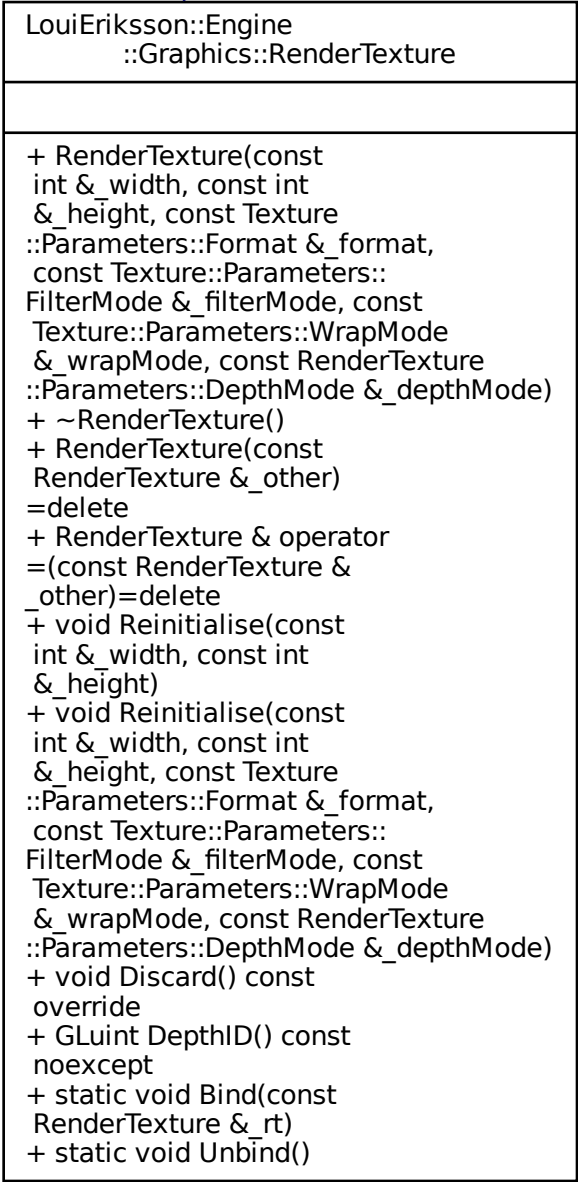 LouiEriksson::Engine
::Graphics::RenderTexture
+ RenderTexture(const
int &_width, const int
&_height, const Texture
::Parameters::Format &_format,
const Texture::Parameters::
FilterMode &_filterMode, const
Texture::Parameters::WrapMode
&_wrapMode, const RenderTexture
::Parameters::DepthMode &_depthMode)
+ ~RenderTexture()
+ RenderTexture(const
RenderTexture &_other)
=delete
+ RenderTexture & operator
=(const RenderTexture &
_other)=delete
+ void Reinitialise(const
int &_width, const int
&_height)
+ void Reinitialise(const
int &_width, const int
&_height, const Texture
::Parameters::Format &_format,
const Texture::Parameters::
FilterMode &_filterMode, const
Texture::Parameters::WrapMode
&_wrapMode, const RenderTexture
::Parameters::DepthMode &_depthMode)
+ void Discard() const
override
+ GLuint DepthID() const
noexcept
+ static void Bind(const
RenderTexture &_rt)
+ static void Unbind()